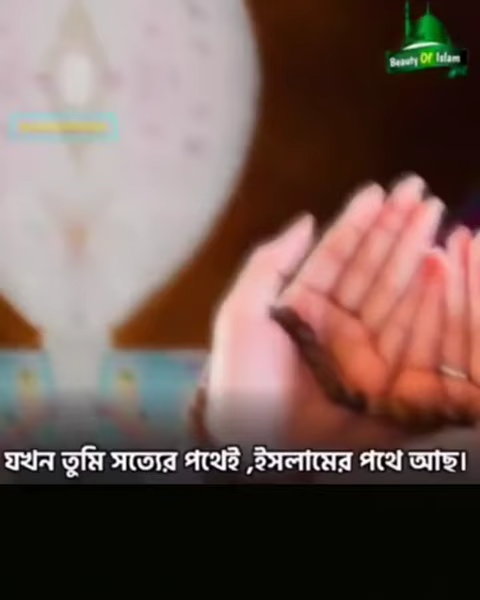 Beauty Of Islam
যখন তুমি সত্যের পথেই ,ইসলামের পথে আছ।